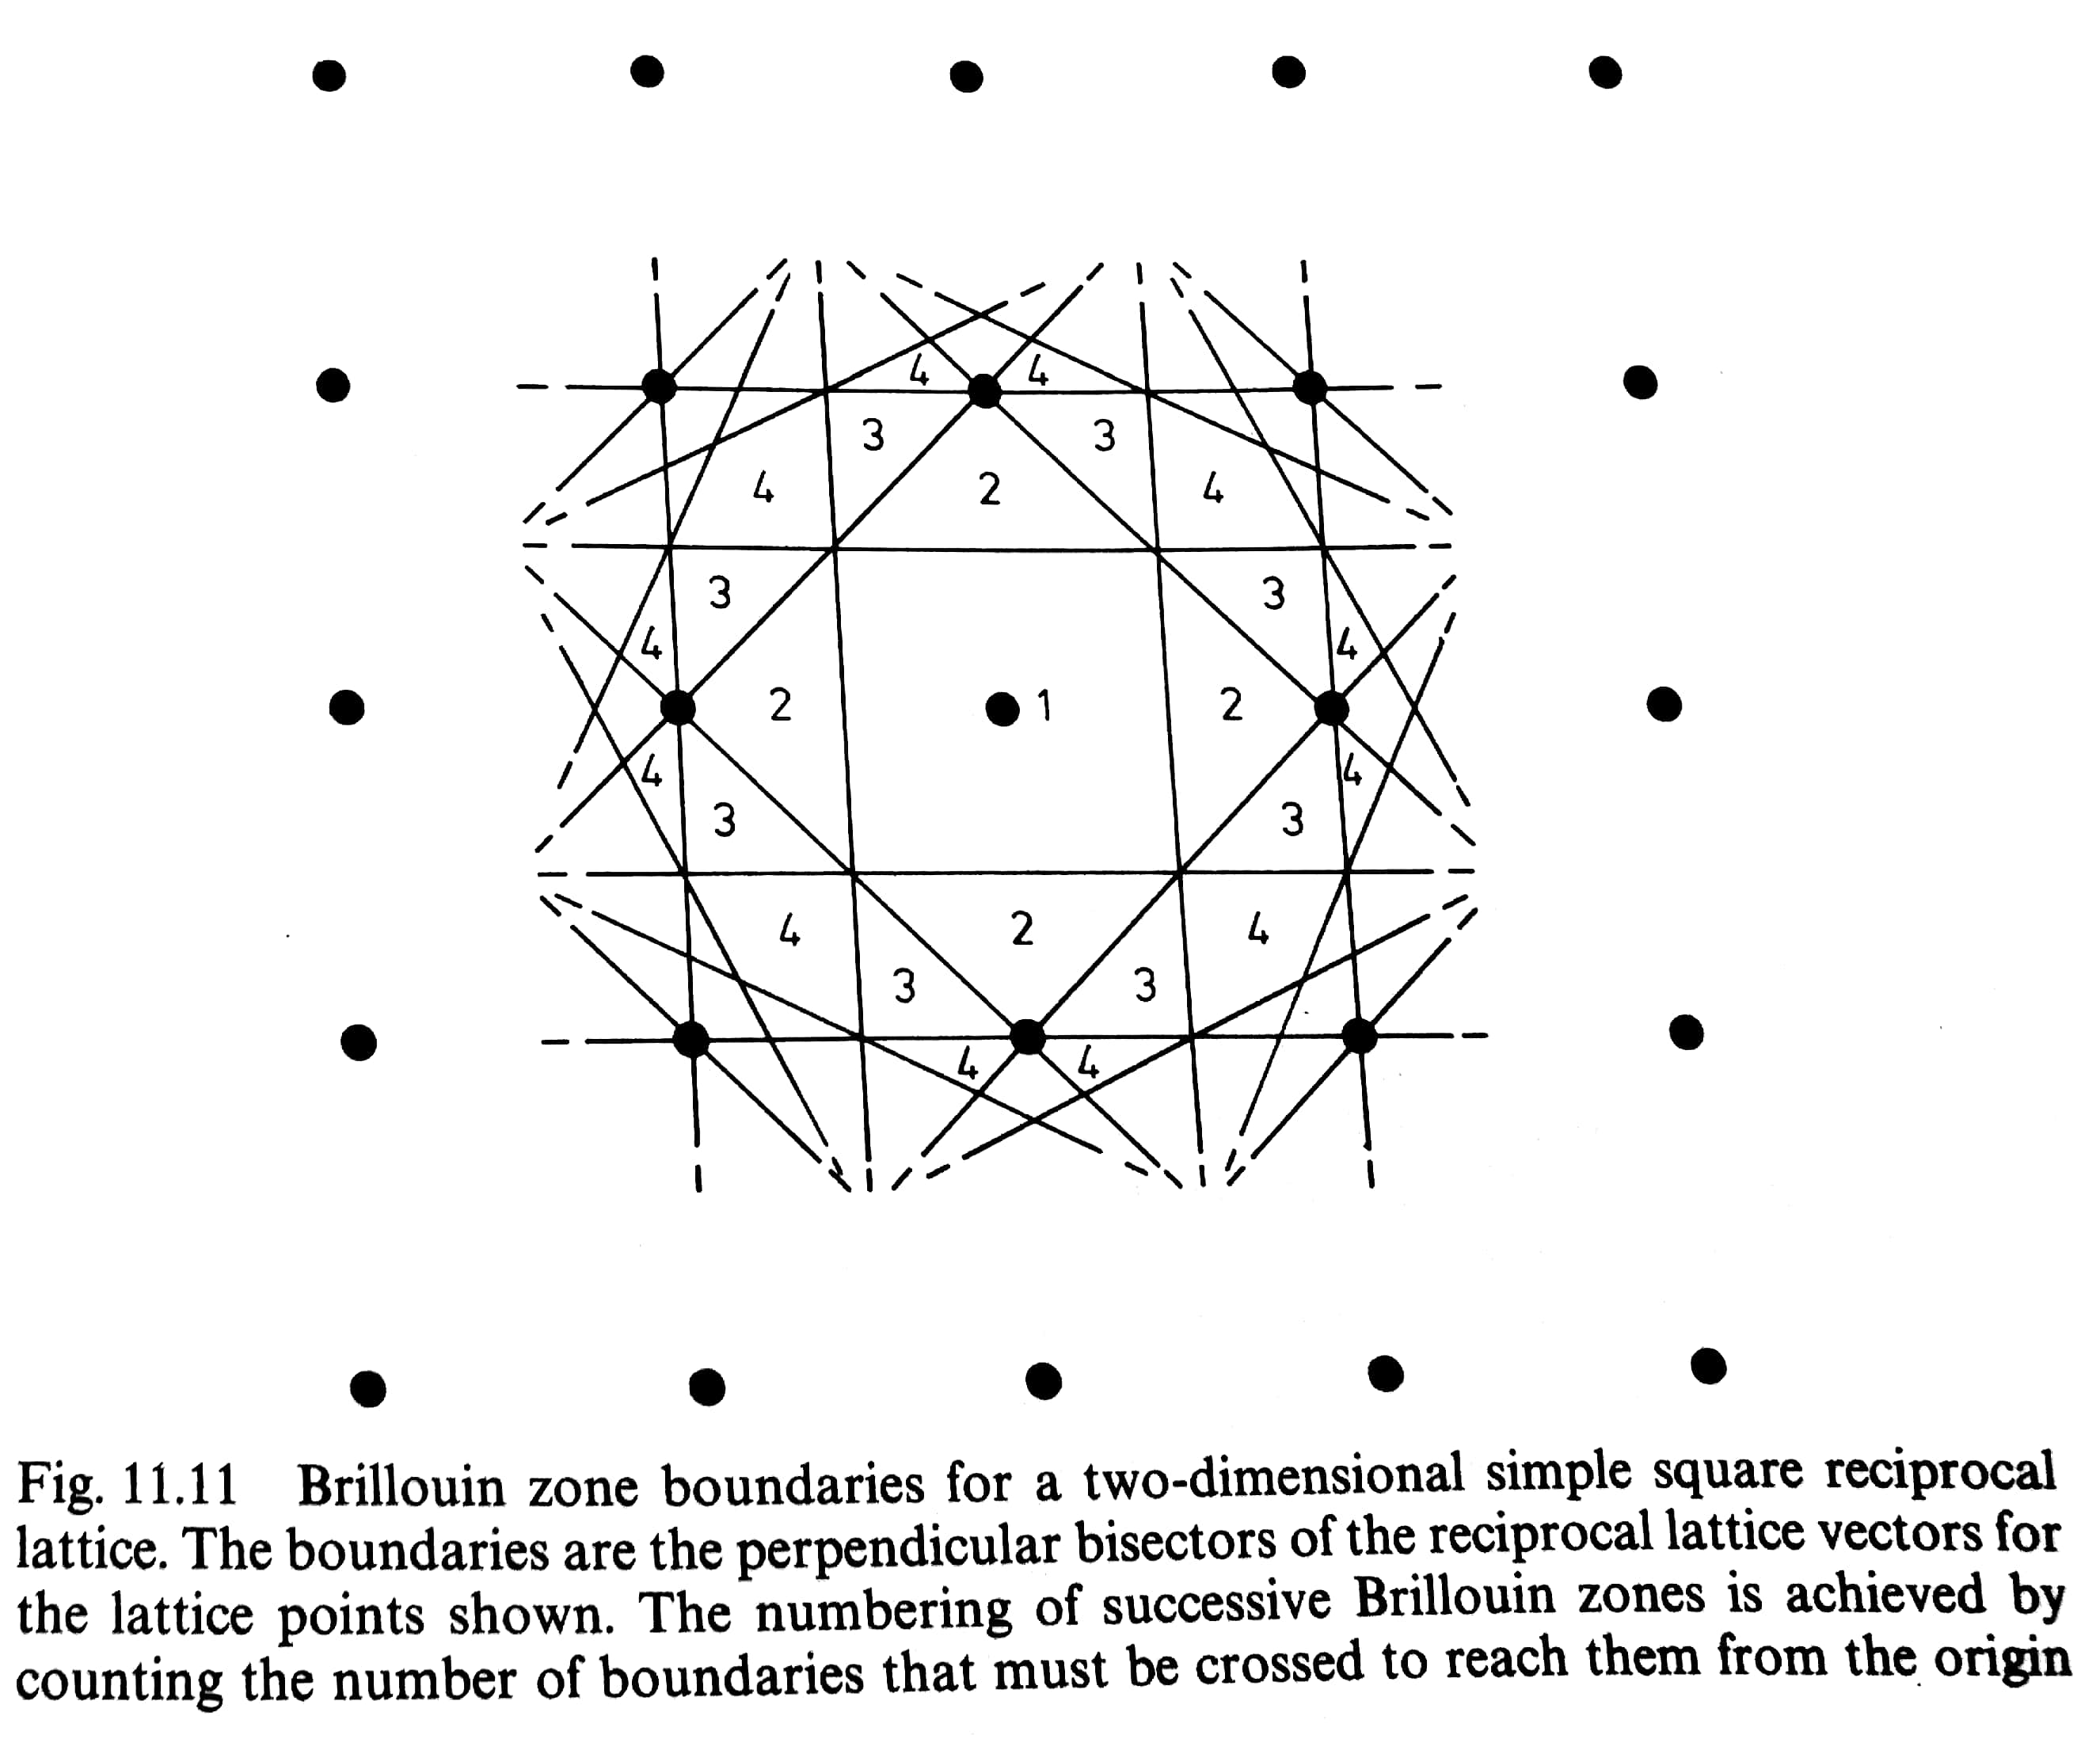 4 4
3 3
4 2 4
3 3
4 4
2 1 2
4 4
3 3
4 2 4
3 3
4 4
Fig. 11.11 Brillouin zone boundaries for a two-dimensional simple square reciprocal
lattice. The boundaries are the perpendicular bisectors of the reciprocal lattice vectors for
the lattice points shown. The numbering of successive Brillouin zones is achieved by
counting the number of boundaries that must be crossed to reach them from the origin